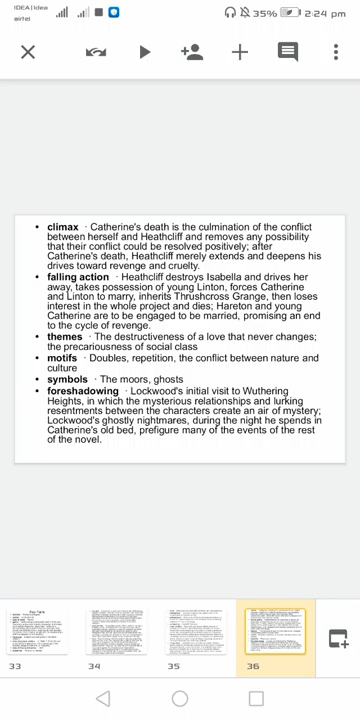 IDEA | Idea
airtel
35%
2:24 pm
• climax · Catherine's death is the culmination of the conflict
between herself and Heathcliff and removes any possibility
that their conflict could be resolved positively; after
Catherine's death, Heathcliff merely extends and deepens his
drives toward revenge and cruelty.
• falling action · Heathcliff destroys Isabella and drives her
away, takes possession of young Linton, forces Catherine
and Linton to marry, inherits Thrushcross Grange, then loses
interest in the whole project and dies; Hareton and young
Catherine are to be engaged to be married, promising an end
to the cycle of revenge.
• themes · The destructiveness of a love that never changes;
the precariousness of social class
• motifs · Doubles, repetition, the conflict between nature and
culture
• symbols · The moors, ghosts
• foreshadowing · Lockwood's initial visit to Wuthering
Heights, in which the mysterious relationships and lurking
resentments between the characters create an air of mystery;
Lockwood's ghostly nightmares, during the night he spends in
Catherine's old bed, prefigure many of the events of the rest
of the novel.
Key Facts
33
34
35
36